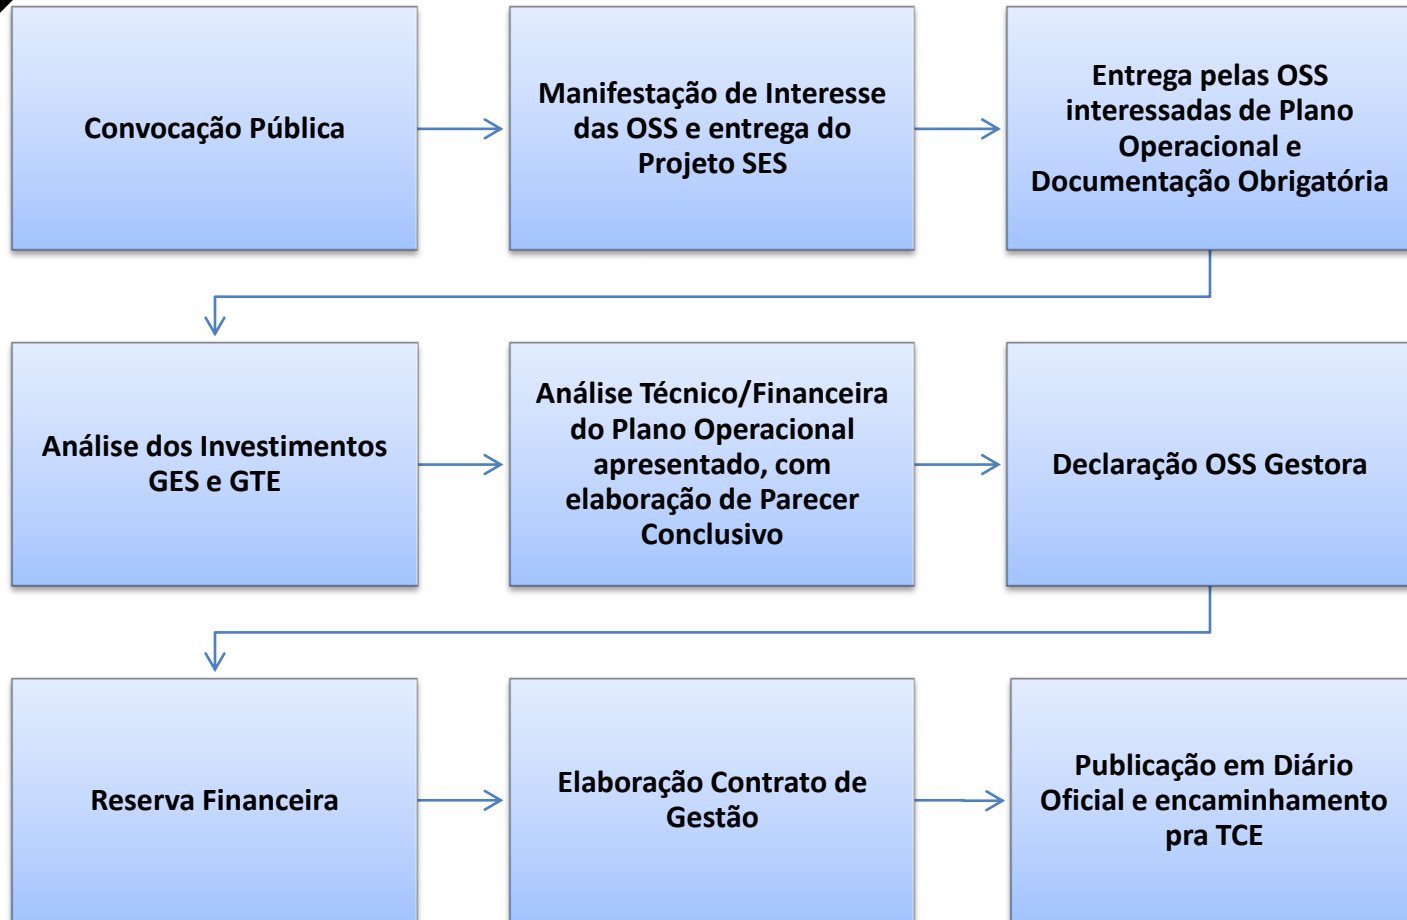 Convocação Pública
Manifestação de Interesse
das OSS e entrega do
Projeto SES
Entrega pelas OSS
interessadas de Plano
Operacional e
Documentação Obrigatória
Análise dos Investimentos
GES e GTE
Análise Técnico/Financeira
do Plano Operacional
apresentado, com
elaboração de Parecer
Conclusivo
Declaração OSS Gestora
Reserva Financeira
Elaboração Contrato de
Gestão
Publicação em Diário
Oficial e encaminhamento
pra TCE